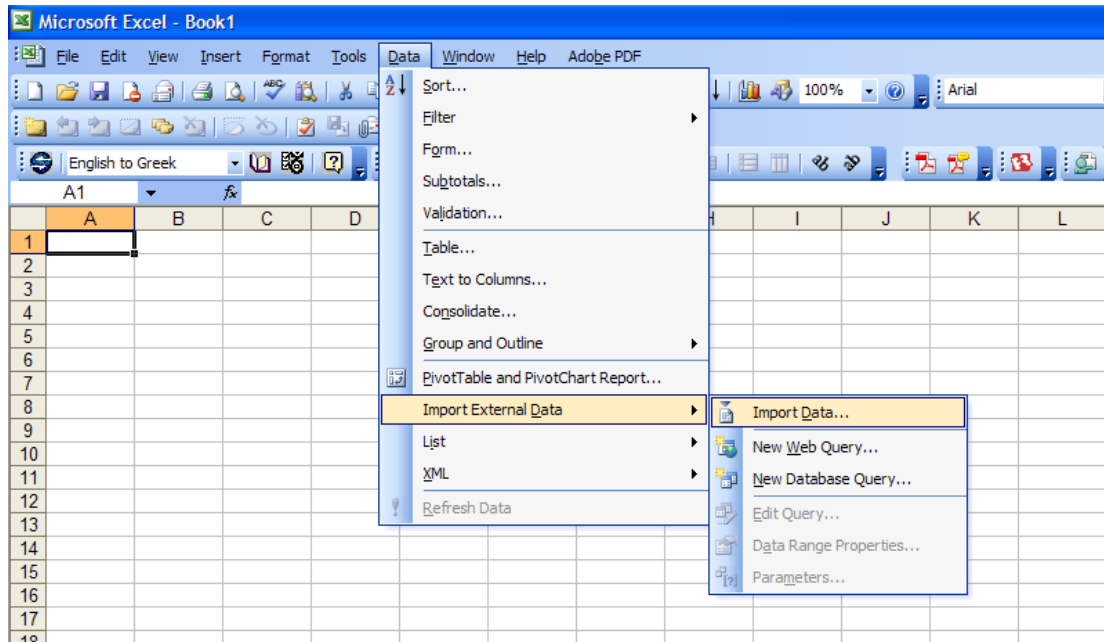 Microsoft Excel - Book1
File Edit View Insert Format Tools Data Window Help Adobe PDF
100% Arial
English to Greek
A1 fx
A B C D H I J K L
1
2
3
4
5
6
7
8
9
10
11
12
13
14
15
16
17
18
Sort...
Filter
Form...
Subtotals...
Validation...
Table...
Text to Columns...
Consolidate...
Group and Outline
PivotTable and PivotChart Report...
Import External Data
List
XML
Refresh Data
Import Data...
New Web Query...
New Database Query...
Edit Query...
Data Range Properties...
Parameters...